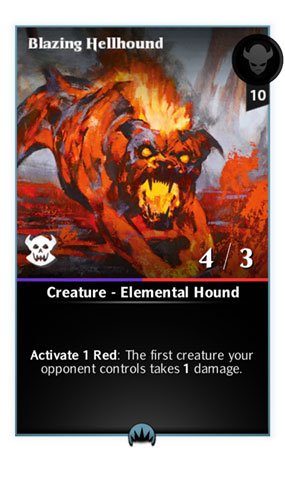 Blazing Hellhound
10
4 / 3
Creature - Elemental Hound
Activate 1 Red: The first creature your
opponent controls takes 1 damage.